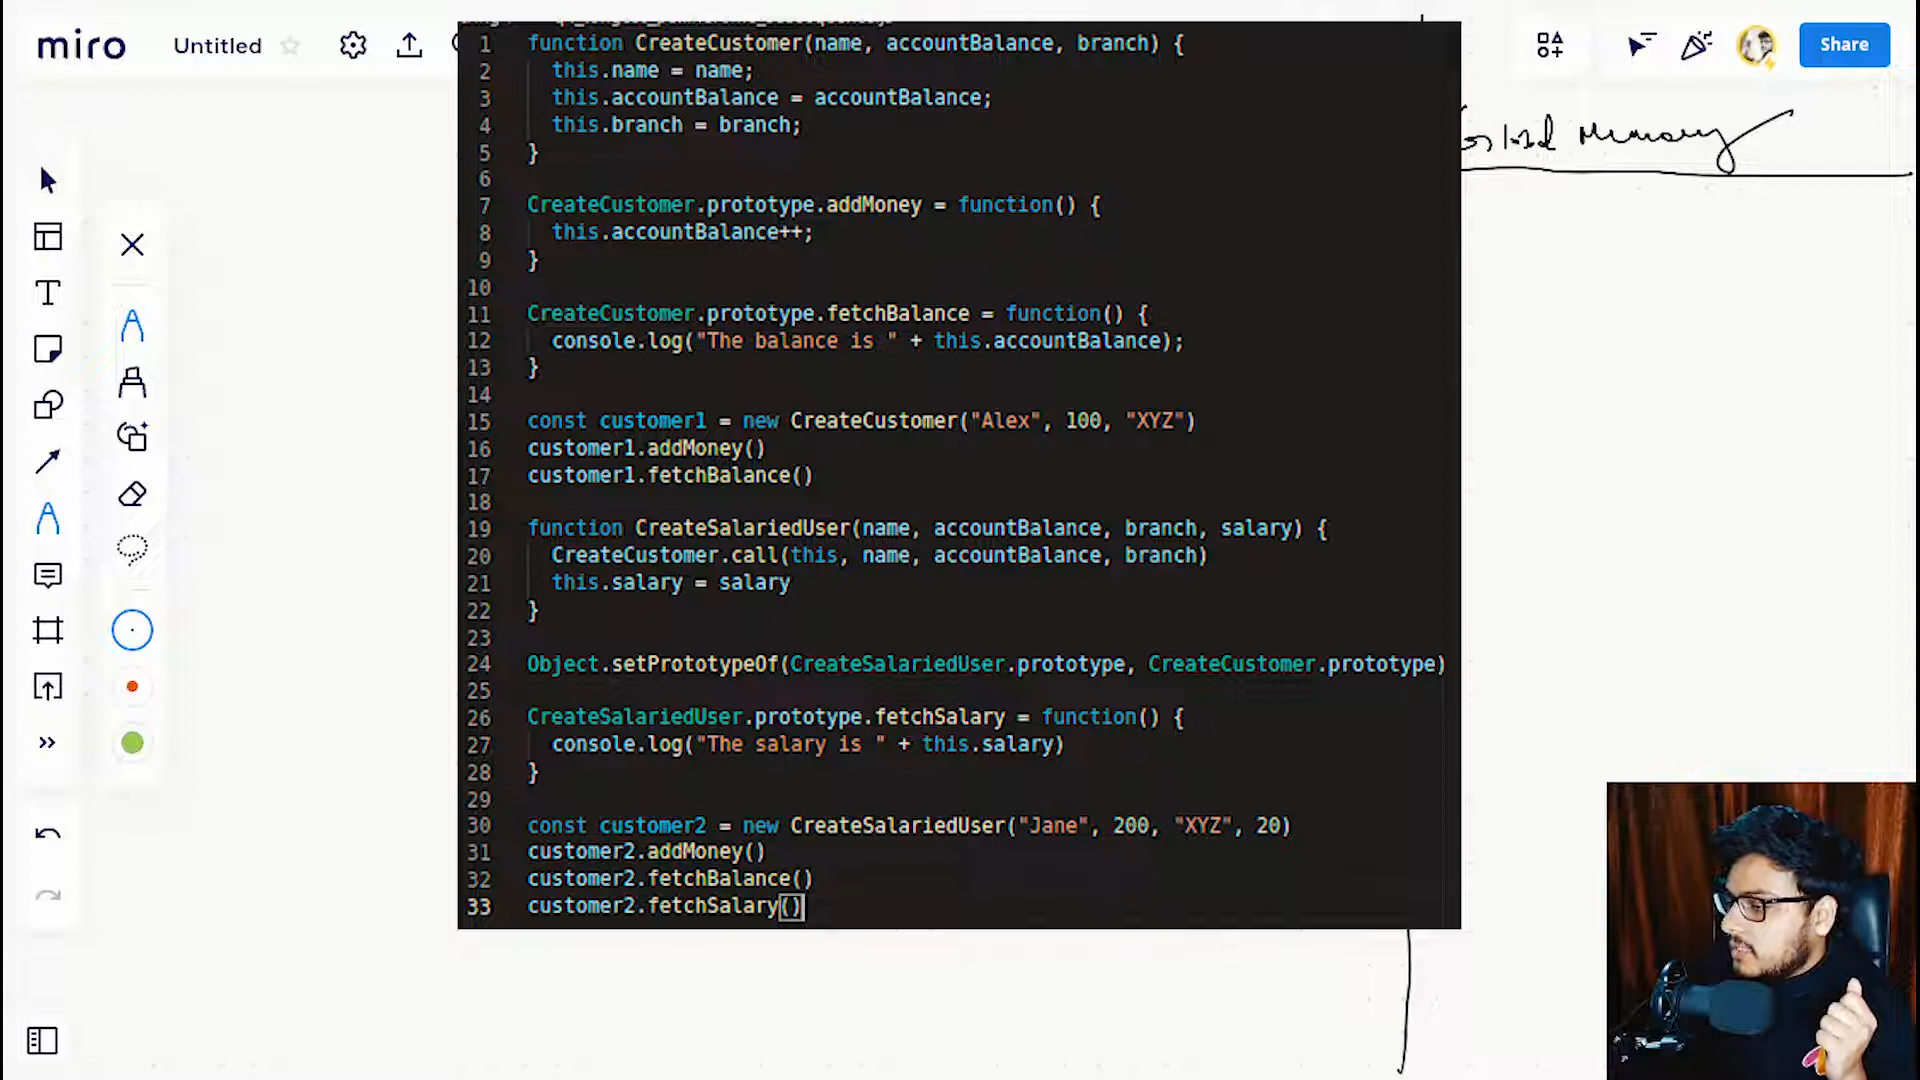 miro
Untitled
Share
1 function CreateCustomer(name, accountBalance, branch) {
2 this.name = name;
3 this.accountBalance = accountBalance;
4 this.branch = branch;
5 }
6
7 CreateCustomer.prototype.addMoney = function() {
8 this.accountBalance++;
9 }
10
11 CreateCustomer.prototype.fetchBalance = function() {
12 console.log("The balance is " + this.accountBalance);
13 }
14
15 const customer1 = new CreateCustomer("Alex", 100, "XYZ")
16 customer1.addMoney()
17 customer1.fetchBalance()
18
19 function CreateSalariedUser(name, accountBalance, branch, salary) {
20 CreateCustomer.call(this, name, accountBalance, branch)
21 this.salary = salary
22 }
23
24 Object.setPrototypeOf(CreateSalariedUser.prototype, CreateCustomer.prototype)
25
26 CreateSalariedUser.prototype.fetchSalary = function() {
27 console.log("The salary is " + this.salary)
28 }
29
30 const customer2 = new CreateSalariedUser("Jane", 200, "XYZ", 20)
31 customer2.addMoney()
32 customer2.fetchBalance()
33 customer2.fetchSalary()
Memory